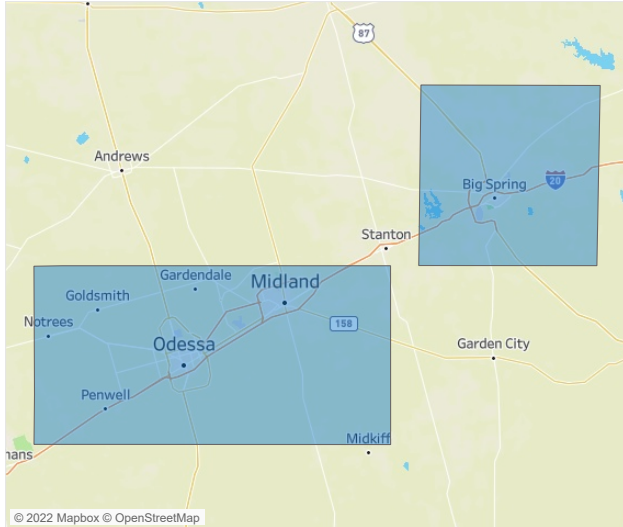 87
Andrews
Big Spring
20
Stanton
Gardendale
Midland
Goldsmith
Notrees
158
Odessa
Garden City
Penwell
Midkiff
hans
© 2022 Mapbox © OpenStreetMap